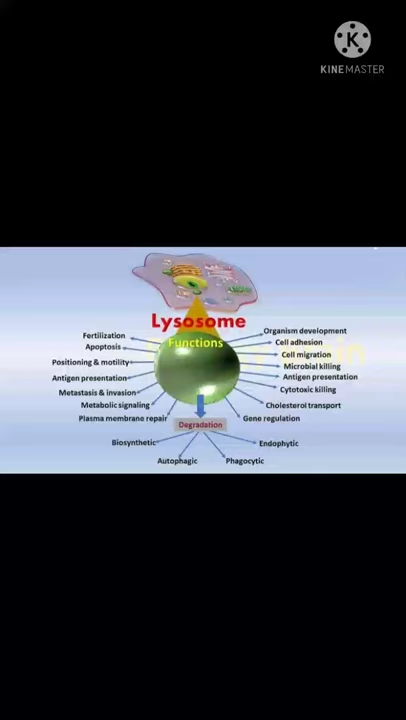 KINEMASTER
Lysosome
Functions
Fertilization
Apoptosis
Positioning & motility
Antigen presentation
Metastasis & invasion
Metabolic signaling
Plasma membrane repair
Organism development
Cell adhesion
Cell migration
Microbial killing
Antigen presentation
Cytotoxic killing
Cholesterol transport
Gene regulation
Degradation
Biosynthetic
Autophagic
Phagocytic
Endophytic